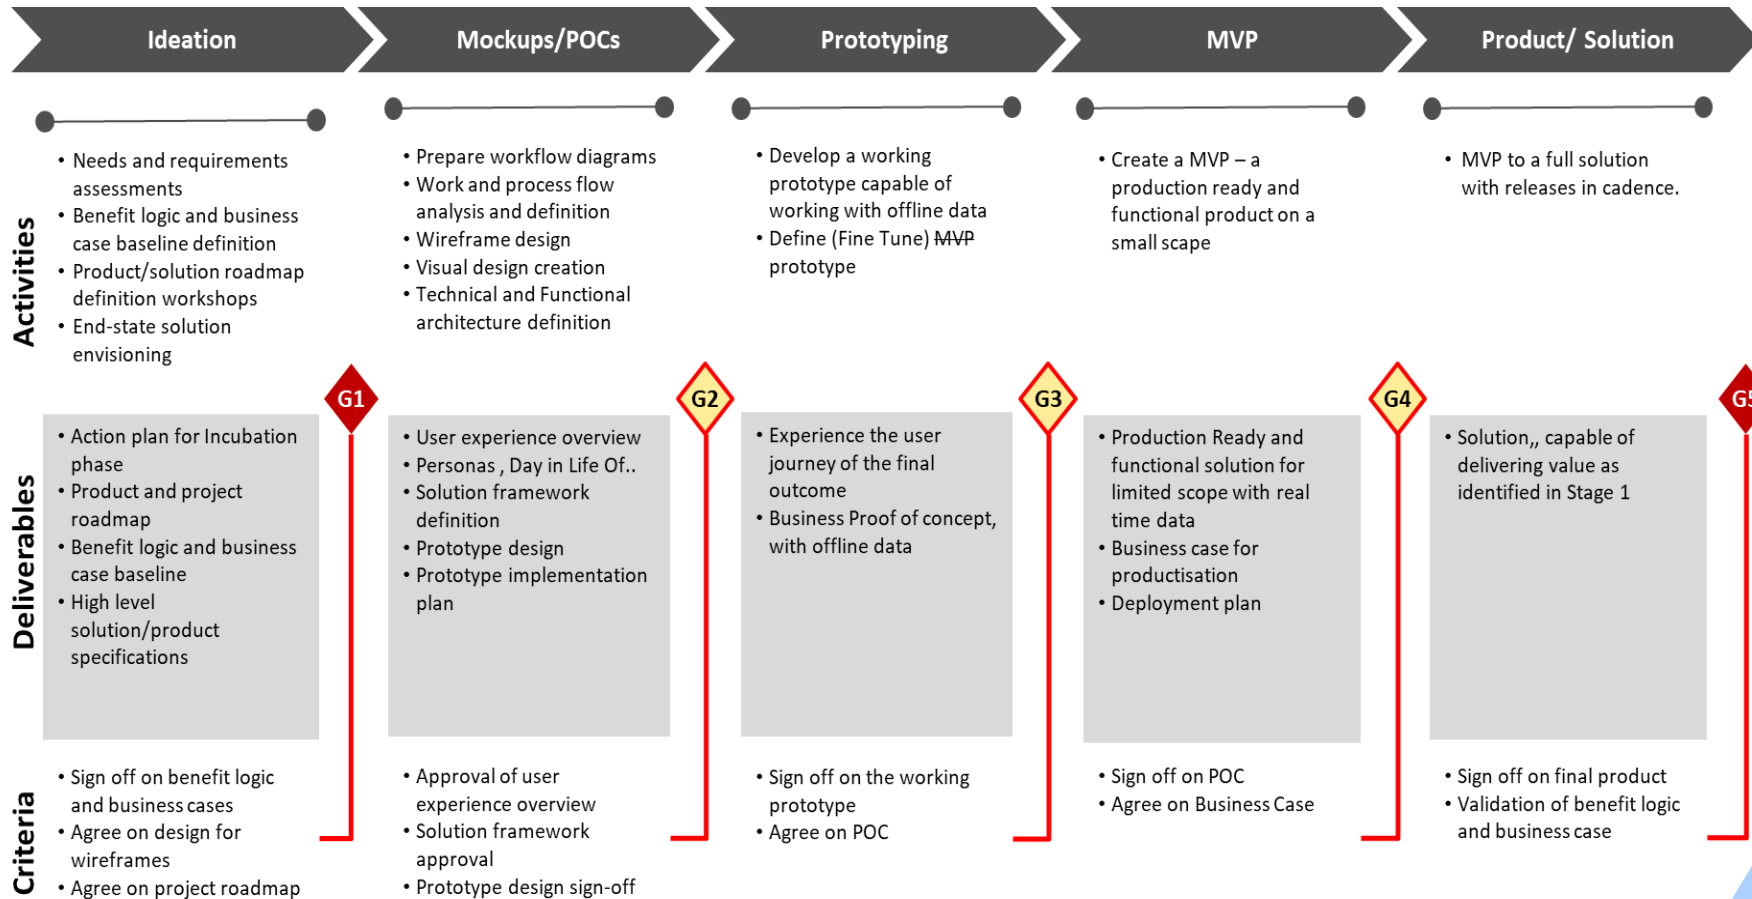 Ideation
Mockups/POCs
Prototyping
MVP
Product/ Solution
Activities
• Needs and requirements
assessments
• Benefit logic and business
case baseline definition
• Product/solution roadmap
definition workshops
• End-state solution
envisioning
• Prepare workflow diagrams
• Work and process flow
analysis and definition
• Wireframe design
• Visual design creation
• Technical and Functional
architecture definition
• Develop a working
prototype capable of
working with offline data
• Define (Fine Tune) MVP
prototype
• Create a MVP – a
production ready and
functional product on a
small scape
• MVP to a full solution
with releases in cadence.
G1
G2
G3
G4
G5
Deliverables
• Action plan for Incubation
phase
• Product and project
roadmap
• Benefit logic and business
case baseline
• High level
solution/product
specifications
• User experience overview
• Personas , Day in Life Of..
• Solution framework
definition
• Prototype design
• Prototype implementation
plan
• Experience the user
journey of the final
outcome
• Business Proof of concept,
with offline data
• Production Ready and
functional solution for
limited scope with real
time data
• Business case for
productisation
• Deployment plan
• Solution,, capable of
delivering value as
identified in Stage 1
Criteria
• Sign off on benefit logic
and business cases
• Agree on design for
wireframes
• Agree on project roadmap
• Approval of user
experience overview
• Solution framework
approval
• Prototype design sign-off
• Sign off on the working
prototype
• Agree on POC
• Sign off on POC
• Agree on Business Case
• Sign off on final product
• Validation of benefit logic
and business case